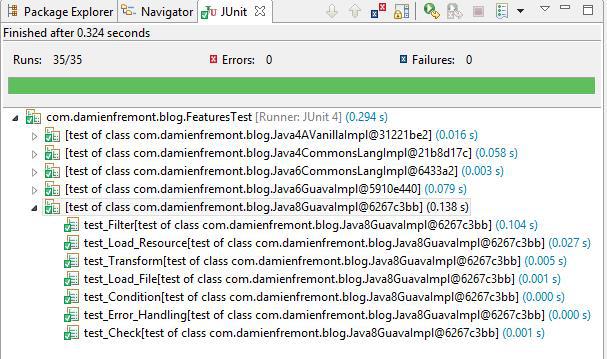 Package Explorer Navigator JUnit
Finished after 0.324 seconds
Runs: 35/35 Errors: 0 Failures: 0
com.damienfremont.blog.FeaturesTest [Runner: JUnit 4] (0.294 s)
[test of class com.damienfremont.blog.Java4AVanillaImpl@31221be2] (0.016 s)
[test of class com.damienfremont.blog.Java4CommonsLangImpl@21b8d17c] (0.058 s)
[test of class com.damienfremont.blog.Java6CommonsLangImpl@6433a2] (0.003 s)
[test of class com.damienfremont.blog.Java6GuavaImpl@5910e440] (0.079 s)
[test of class com.damienfremont.blog.Java8GuavaImpl@6267c3bb] (0.138 s)
test_Filter[test of class com.damienfremont.blog.Java8GuavaImpl@6267c3bb] (0.104 s)
test_Load_Resource[test of class com.damienfremont.blog.Java8GuavaImpl@6267c3bb] (0.027 s)
test_Transform[test of class com.damienfremont.blog.Java8GuavaImpl@6267c3bb] (0.005 s)
test_Load_File[test of class com.damienfremont.blog.Java8GuavaImpl@6267c3bb] (0.001 s)
test_Condition[test of class com.damienfremont.blog.Java8GuavaImpl@6267c3bb] (0.000 s)
test_Error_Handling[test of class com.damienfremont.blog.Java8GuavaImpl@6267c3bb] (0.000 s)
test_Check[test of class com.damienfremont.blog.Java8GuavaImpl@6267c3bb] (0.001 s)